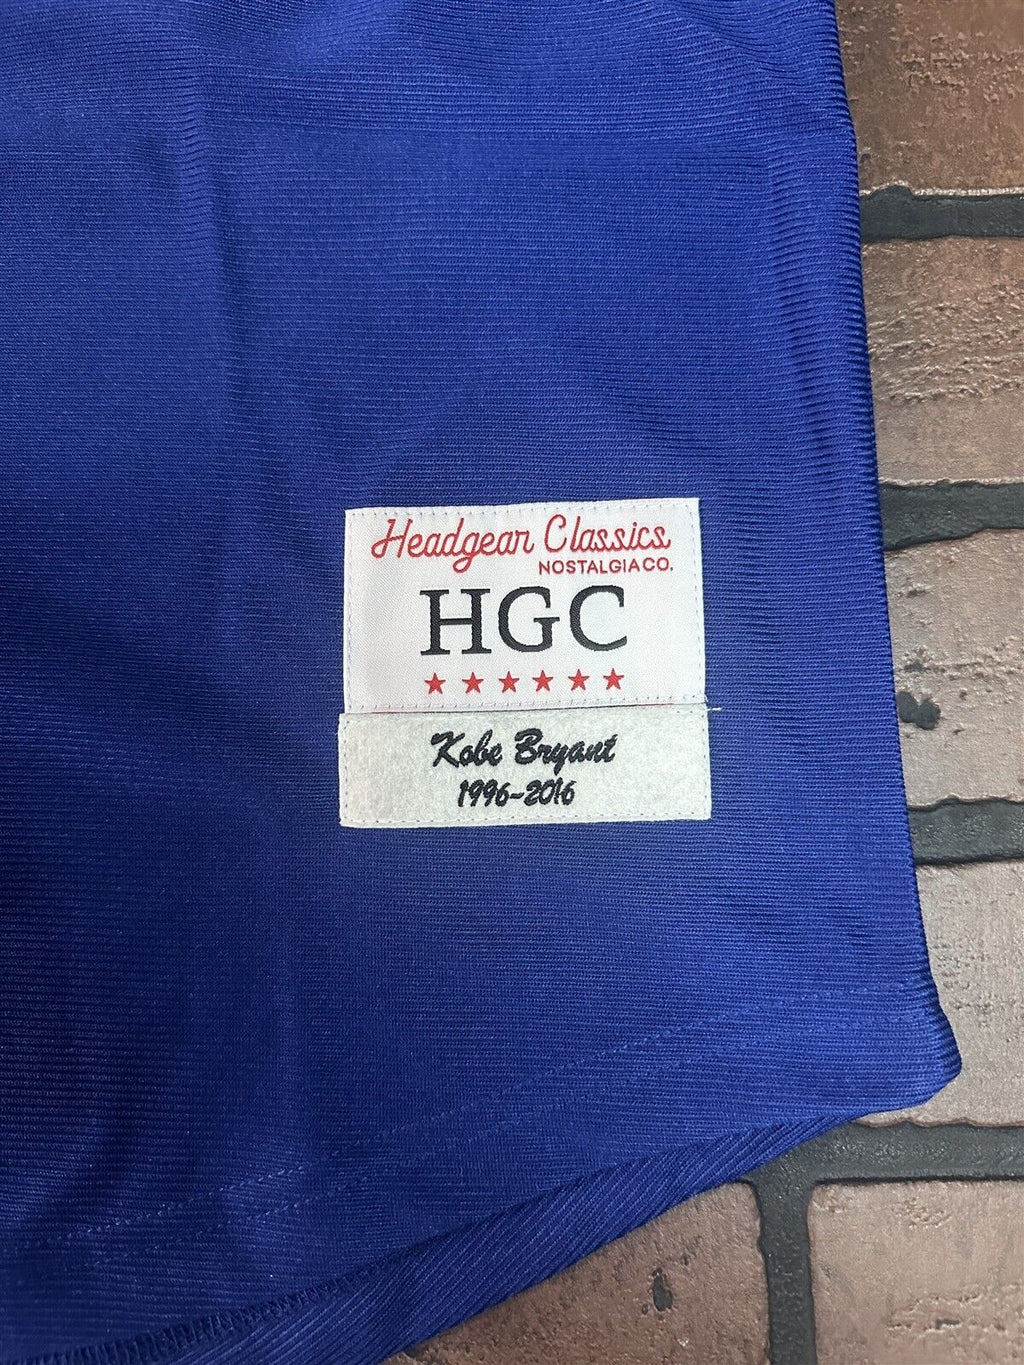 Headgear Classics
NOSTALGIA CO.
HGC
Kobe Bryant
1996-2016